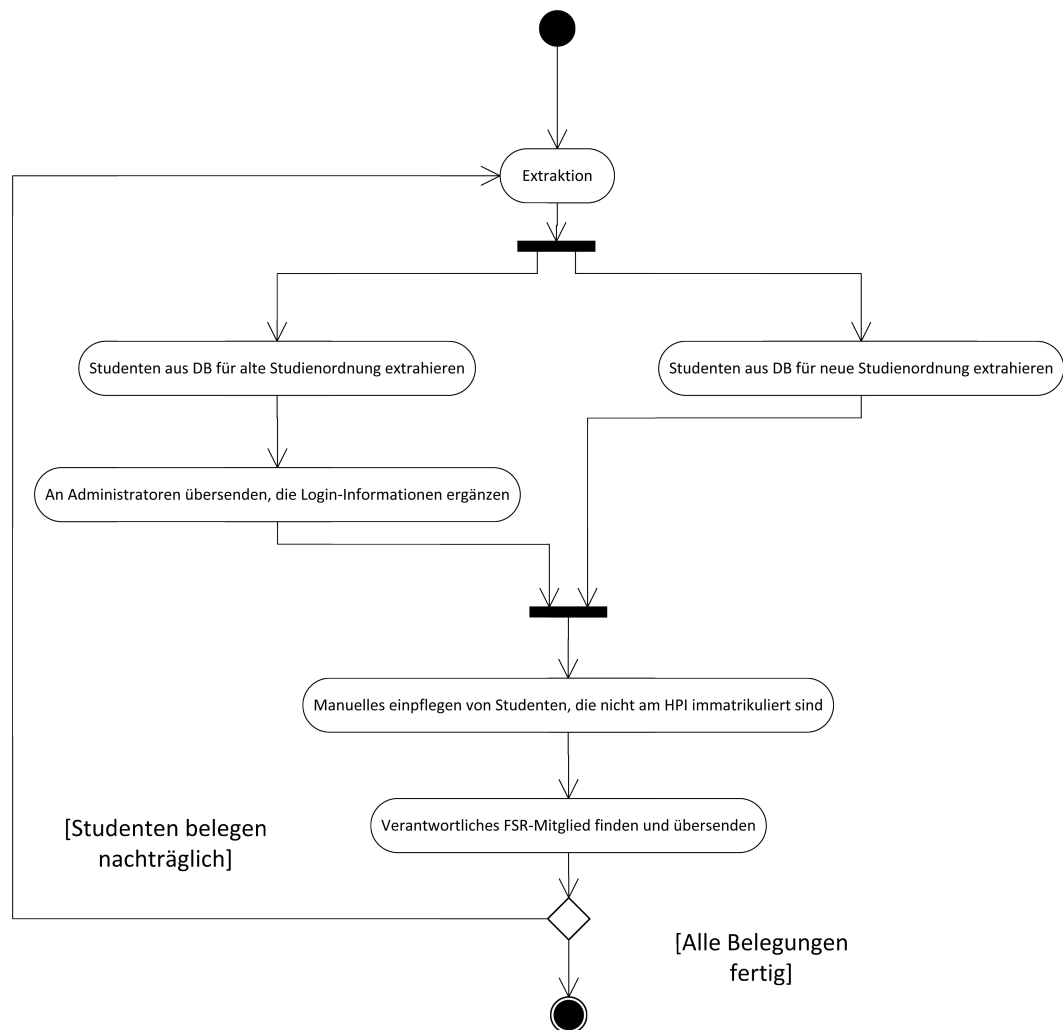 Extraktion
Studenten aus DB für alte Studienordnung extrahieren
Studenten aus DB für neue Studienordnung extrahieren
An Administratoren übersenden, die Login-Informationen ergänzen
Manuelles einpflegen von Studenten, die nicht am HPI immatrikuliert sind
Verantwortliches FSR-Mitglied finden und übersenden
[Studenten belegen
nachträglich]
[Alle Belegungen
fertig]